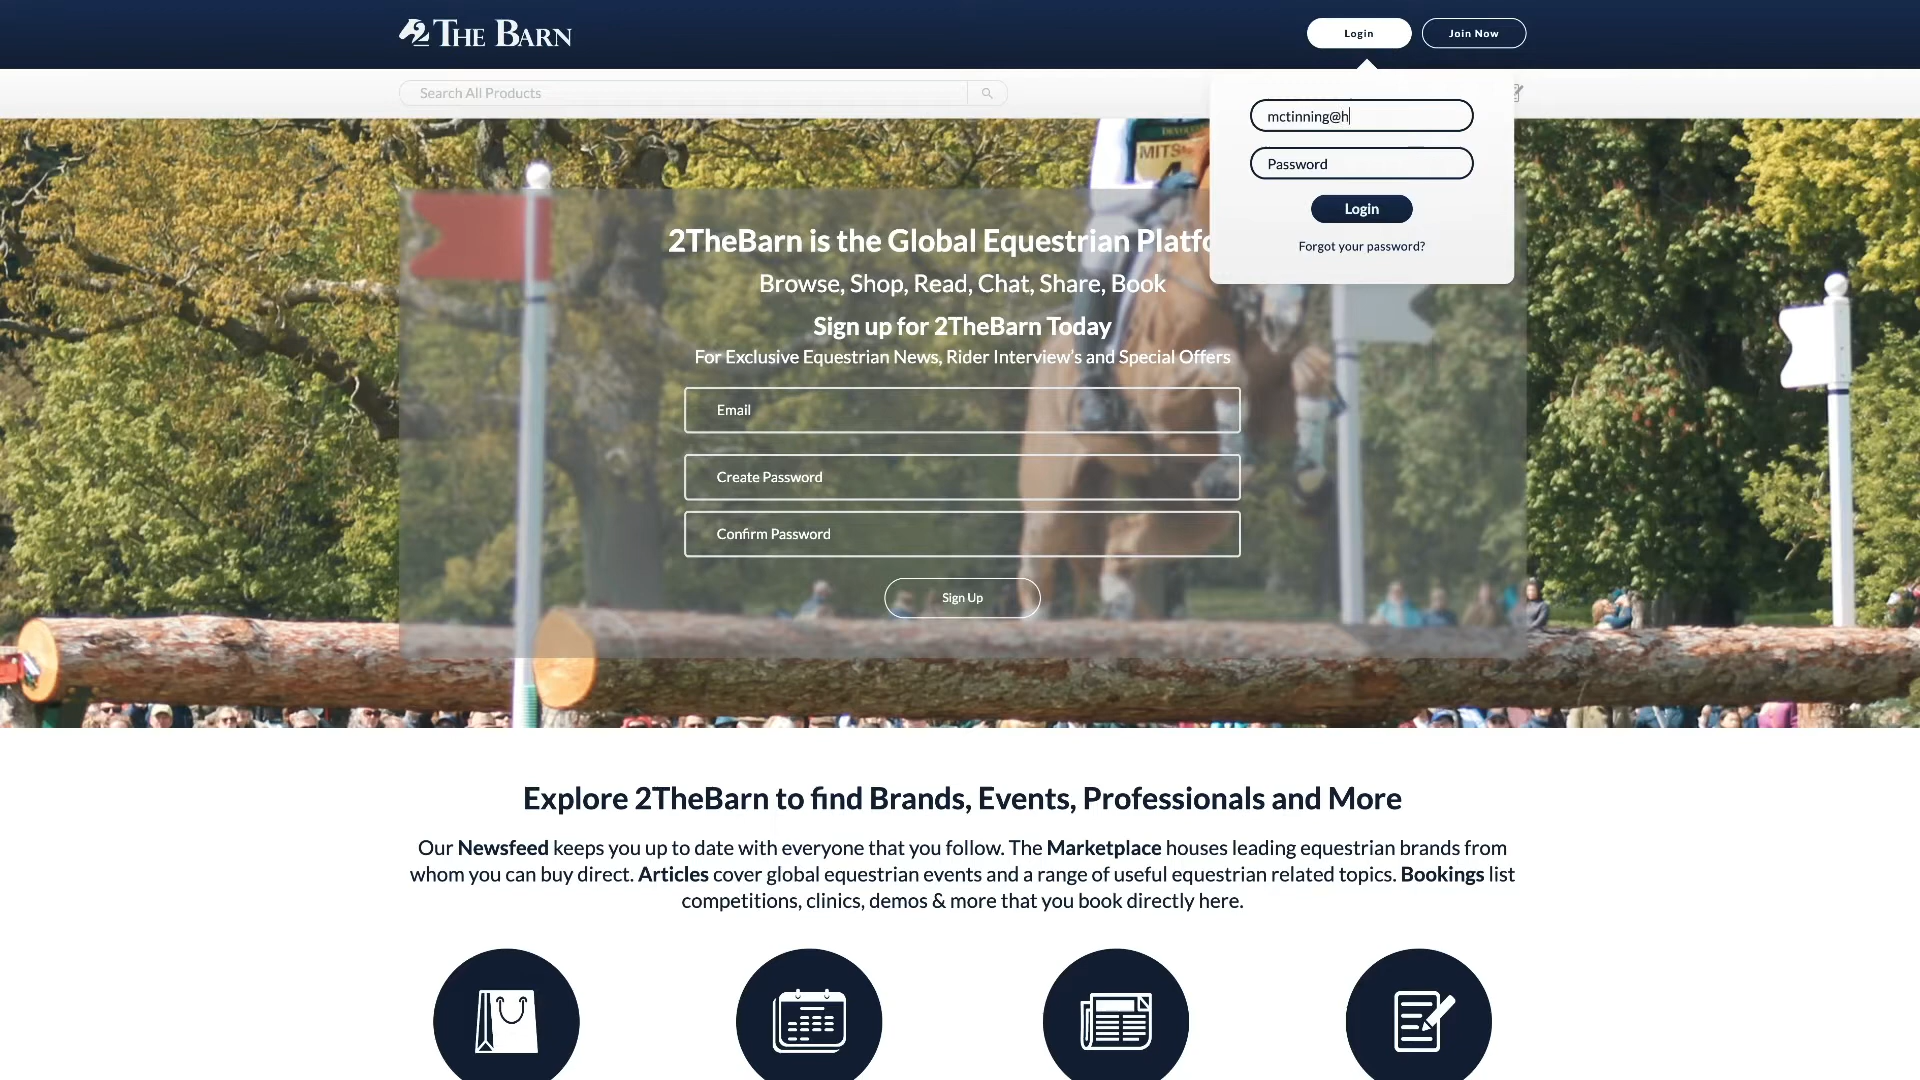 2 THE BARN
Login
Join Now
Search All Products
mctinning@h
Password
Login
Forgot your password?
MITS
2TheBarn is the Global Equestrian Platfo
Browse, Shop, Read, Chat, Share, Book
Sign up for 2TheBarn Today
For Exclusive Equestrian News, Rider Interview's and Special Offers
Email
Create Password
Confirm Password
Sign Up
Explore 2TheBarn to find Brands, Events, Professionals and More
Our Newsfeed keeps you up to date with everyone that you follow. The Marketplace houses leading equestrian brands from
whom you can buy direct. Articles cover global equestrian events and a range of useful equestrian related topics. Bookings list
competitions, clinics, demos & more that you book directly here.